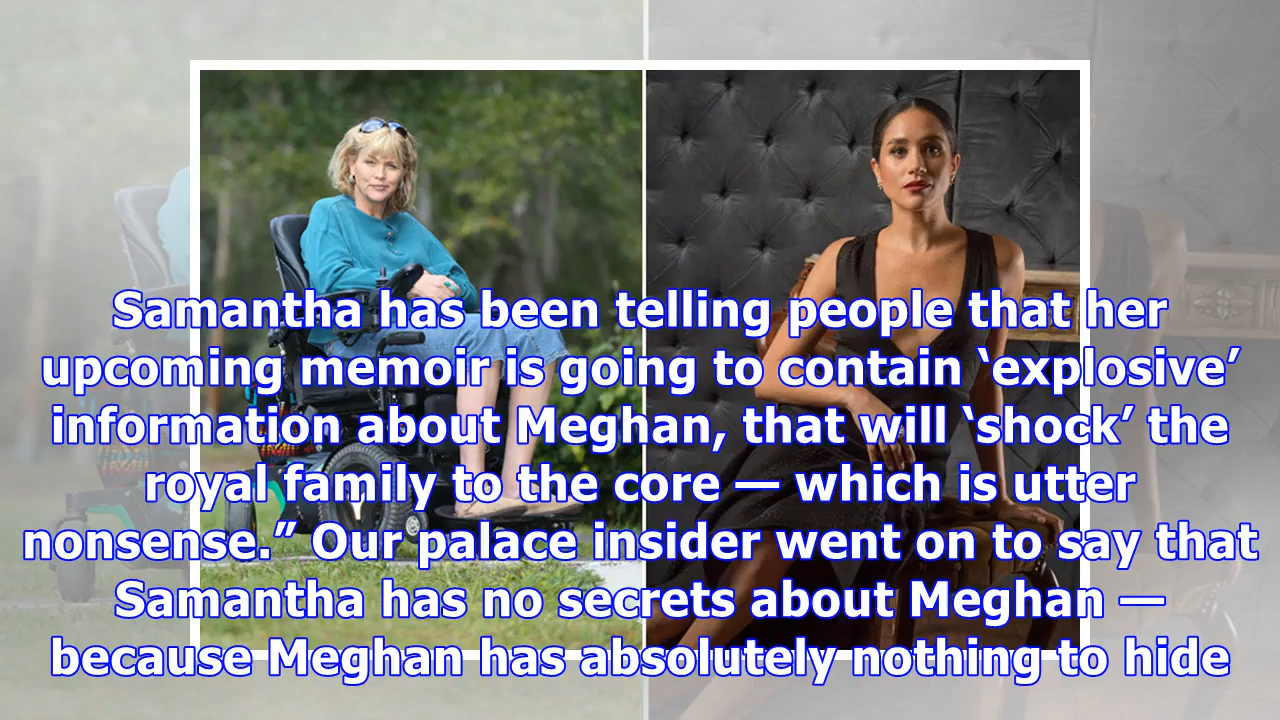 Samantha has been telling people that her
upcoming memoir is going to contain ‘explosive’
information about Meghan, that will ‘shock’ the
royal family to the core — which is utter
nonsense.” Our palace insider went on to say that
Samantha has no secrets about Meghan —
because Meghan has absolutely nothing to hide